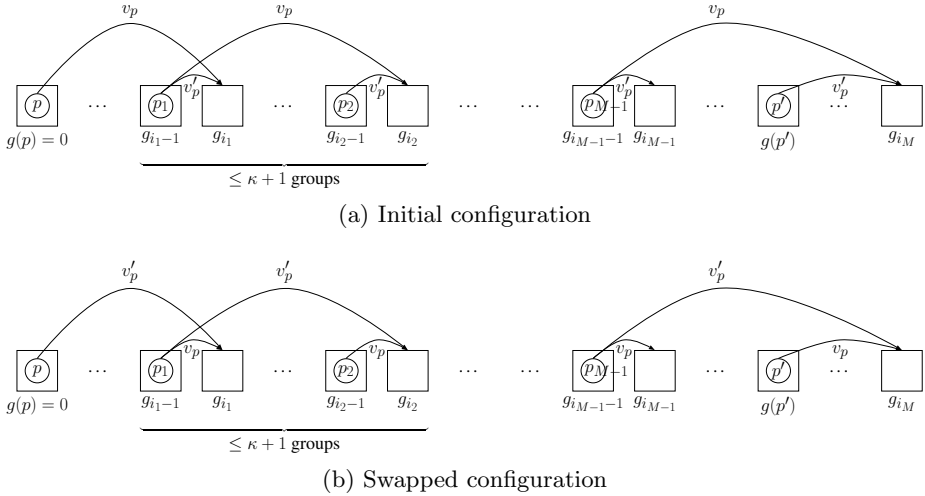 v_p v_p v_p
v'_p v'_p v'_p v'_p
p ··· p_1 ··· p_2 ··· ··· p_{M−1} ··· p' ···
g(p) = 0 g_{i_1−1} g_{i_1} g_{i_2−1} g_{i_2} g_{i_{M−1}−1} g_{i_{M−1}} g(p') g_{i_M}
≤ κ + 1 groups
(a) Initial configuration
v'_p v'_p v'_p
v_p v_p v_p v_p
p ··· p_1 ··· p_2 ··· ··· p_{M−1} ··· p' ···
g(p) = 0 g_{i_1−1} g_{i_1} g_{i_2−1} g_{i_2} g_{i_{M−1}−1} g_{i_{M−1}} g(p') g_{i_M}
≤ κ + 1 groups
(b) Swapped configuration